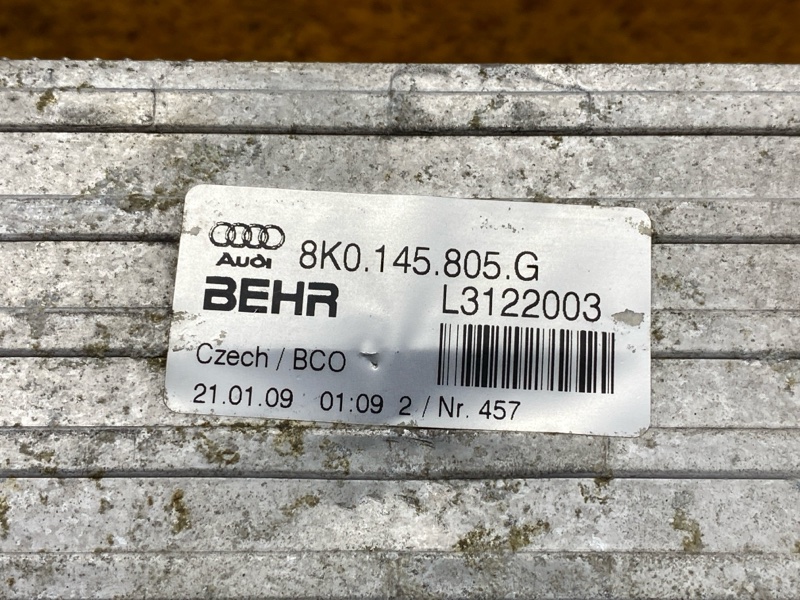 Audi 8K0.145.805.G
BEHR L3122003
Czech / BCO
21.01.09 01:09 2 / Nr. 457